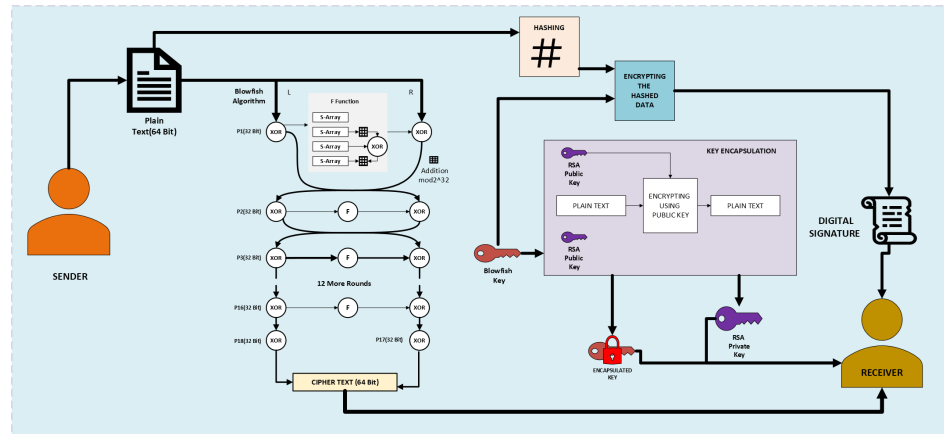 HASHING
#
ENCRYPTING
THE
HASHED
DATA
Plain
Text(64 Bit)
SENDER
Blowfish
Algorithm
L
R
F Function
S-Array
S-Array
S-Array
S-Array
XOR
P1(32 Bit)
XOR
XOR
Addition
mod2^32
P2(32 Bit)
XOR
F
XOR
P3(32 Bit)
XOR
F
XOR
12 More Rounds
P16(32 Bit)
XOR
F
XOR
P18(32 Bit)
XOR
P17(32 Bit)
XOR
CIPHER TEXT (64 Bit)
Blowfish
Key
KEY ENCAPSULATION
RSA
Public
Key
PLAIN TEXT
ENCRYPTING
USING
PUBLIC KEY
PLAIN TEXT
RSA
Public
Key
ENCAPSULATED
KEY
RSA
Private
Key
DIGITAL
SIGNATURE
RECEIVER